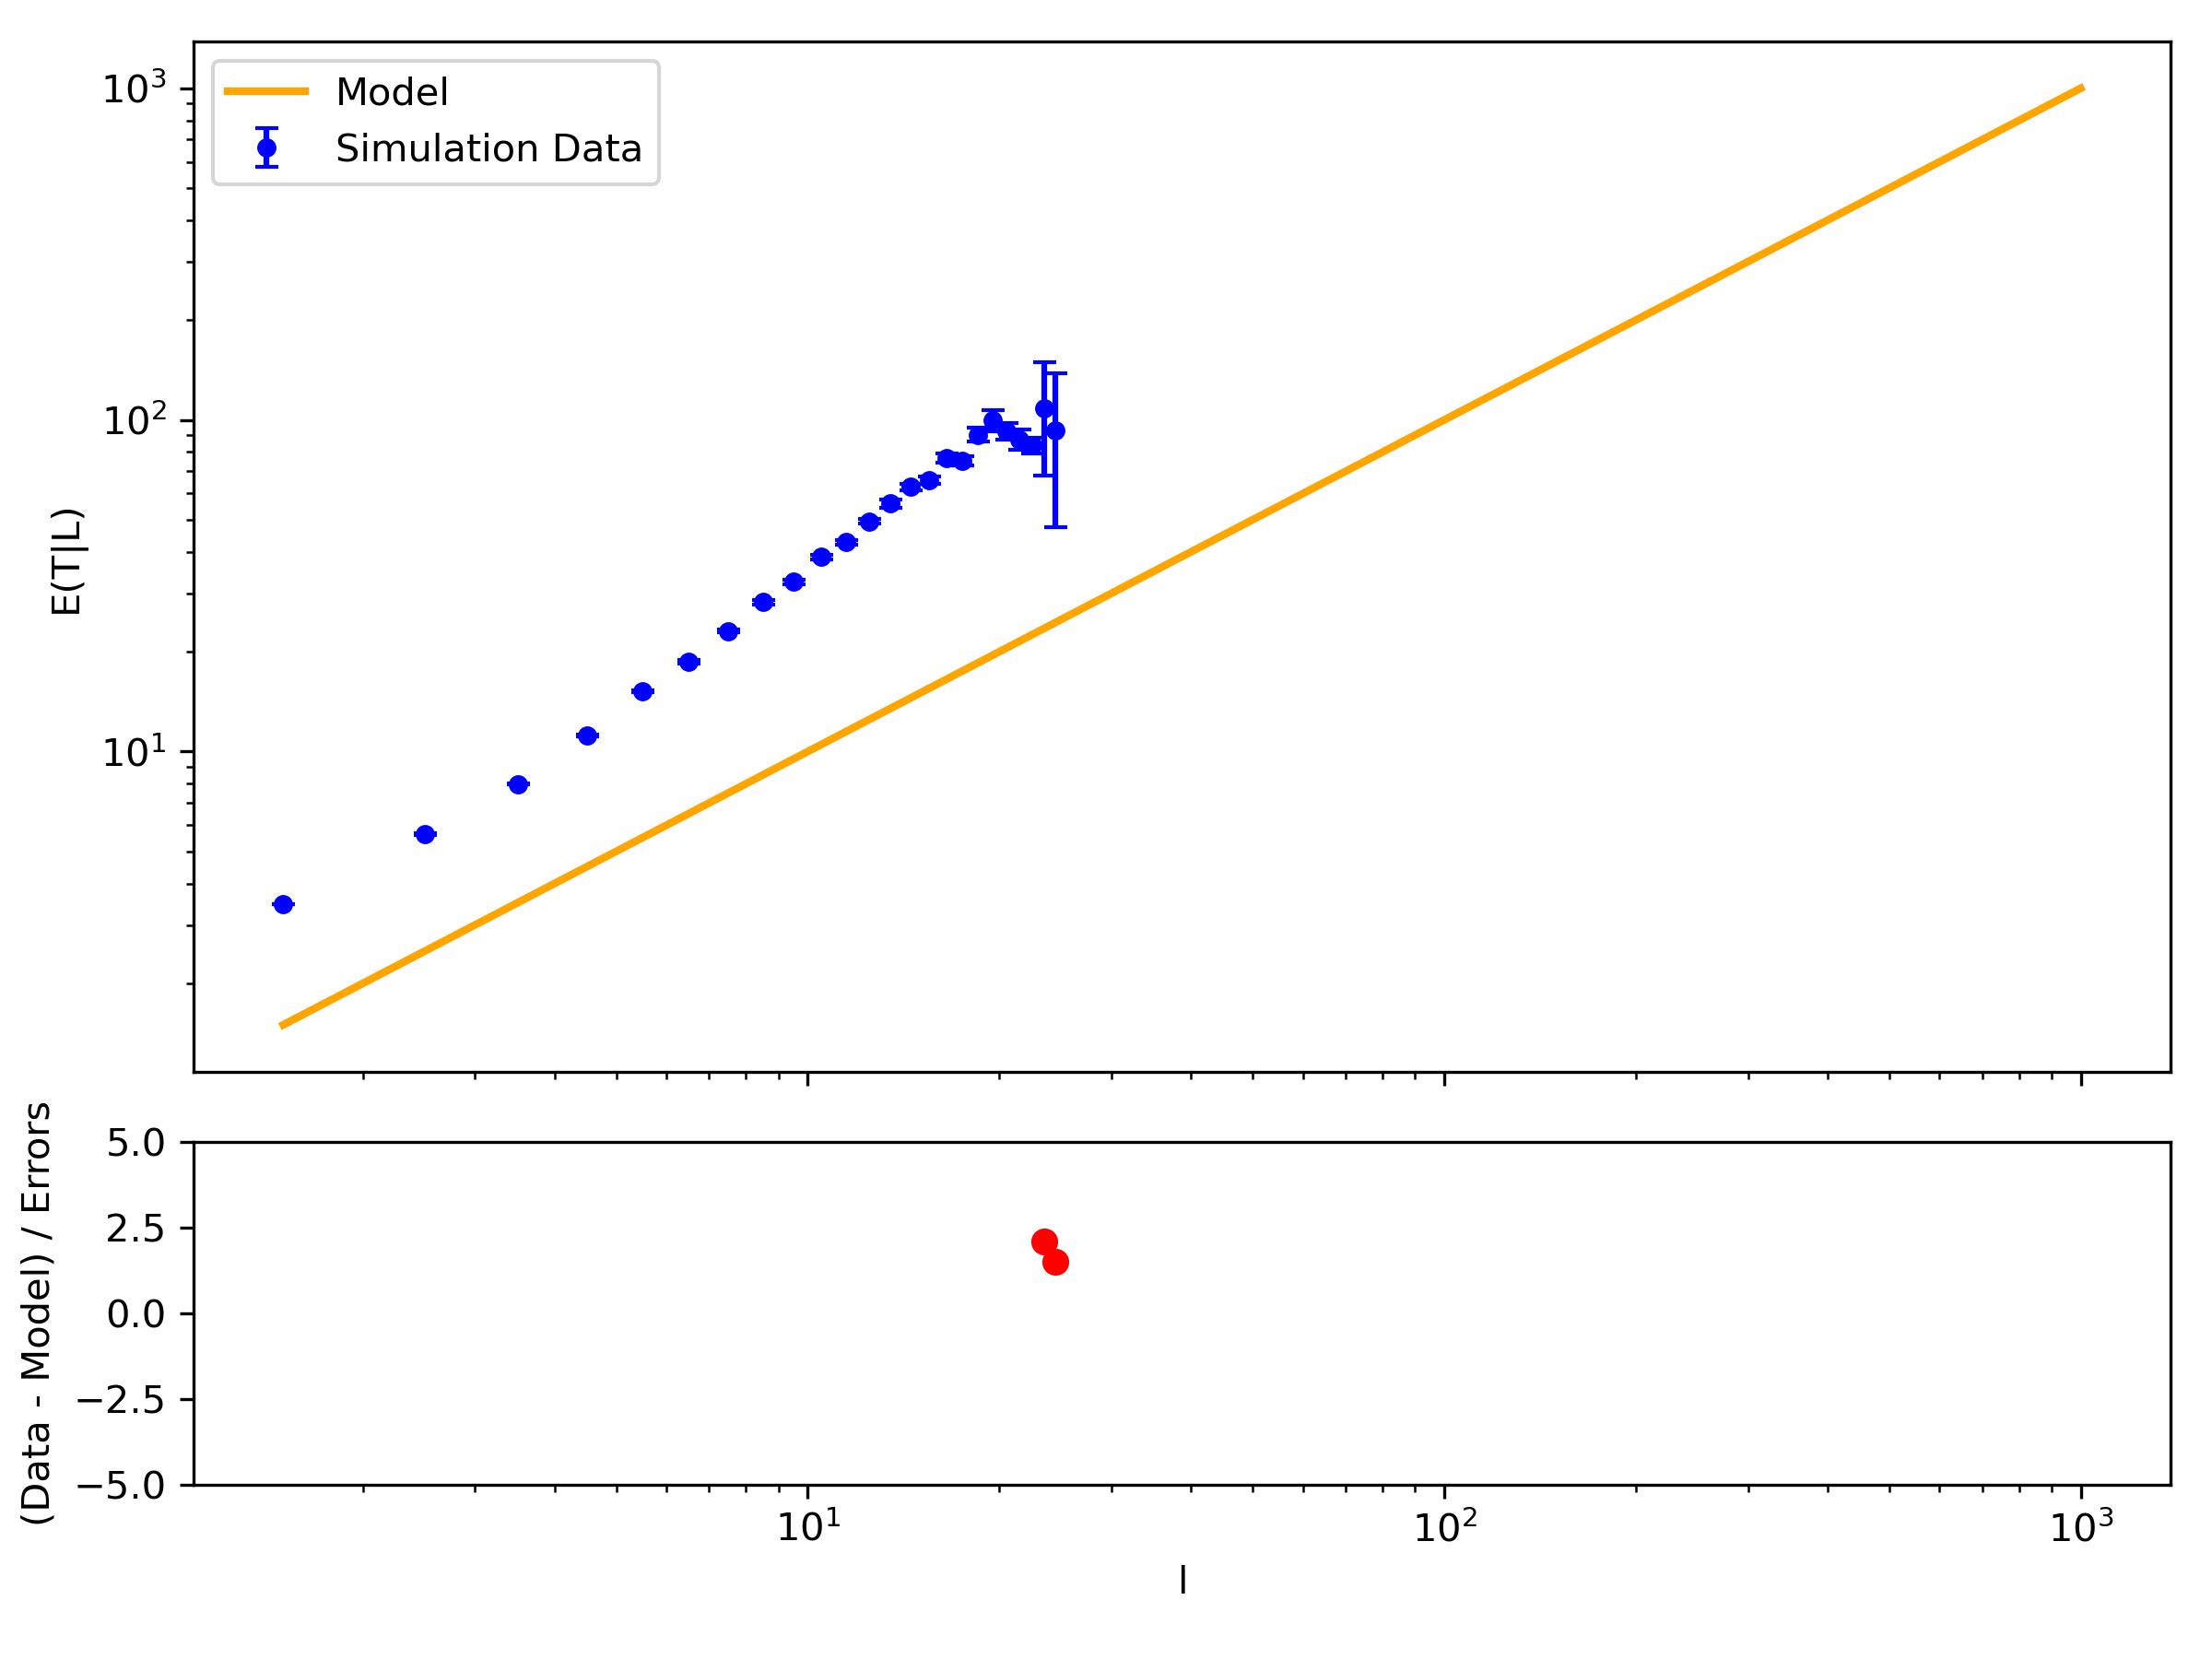 10³
10²
10¹
E(T|L)
Model
Simulation Data
5.0
2.5
0.0
−2.5
−5.0
(Data - Model) / Errors
10¹
10²
10³
l